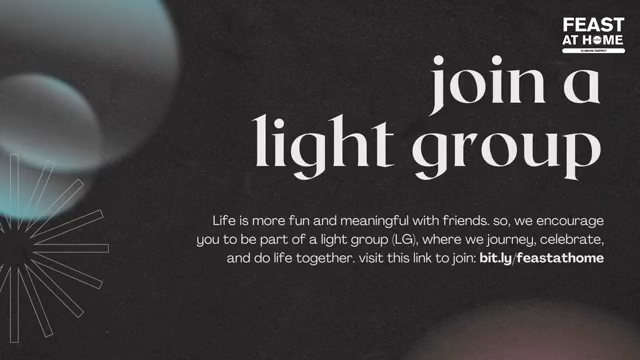 FEAST
AT HOME
join a
light group
Life is more fun and meaningful with friends. so, we encourage
you to be part of a light group (LG), where we journey, celebrate,
and do life together. visit this link to join: bit.ly/feastathome